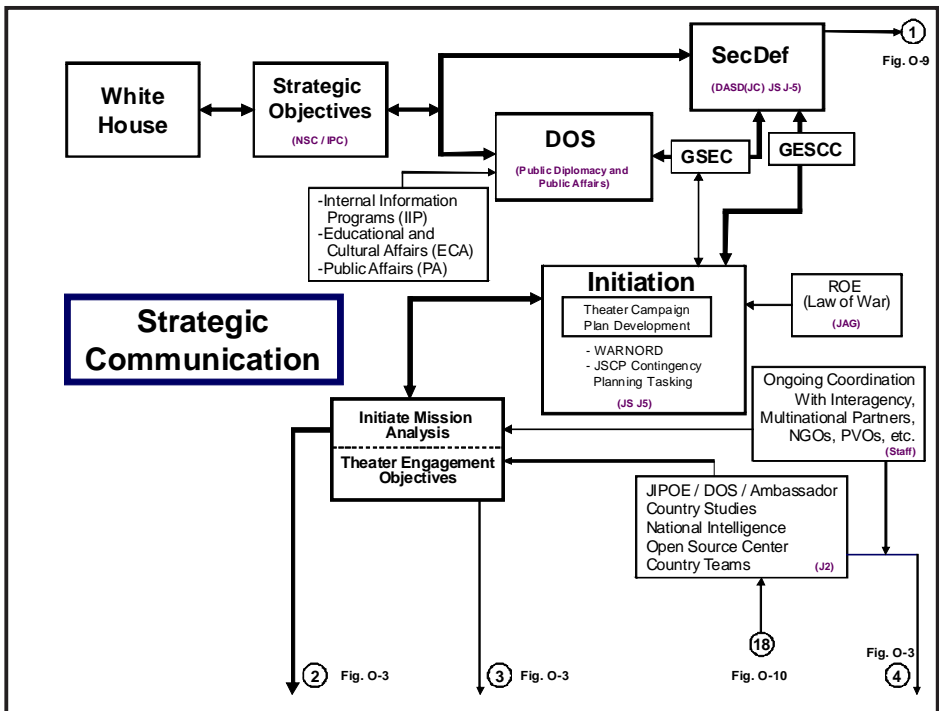 1
Fig. O-9
SecDef
(DASD(JC) JS J-5)
White
House
Strategic
Objectives
(NSC / IPC)
DOS
(Public Diplomacy and
Public Affairs)
GSEC
GESCC
-Internal Information
Programs (IIP)
-Educational and
Cultural Affairs (ECA)
-Public Affairs (PA)
Initiation
Theater Campaign
Plan Development
- WARNORD
- JSCP Contingency
Planning Tasking
(JS J5)
ROE
(Law of War)
(JAG)
Strategic
Communication
Ongoing Coordination
With Interagency,
Multinational Partners,
NGOs, PVOs, etc.
(Staff)
Initiate Mission
Analysis
Theater Engagement
Objectives
JIPOE / DOS / Ambassador
Country Studies
National Intelligence
Open Source Center
Country Teams
(J2)
2 Fig. O-3
3 Fig. O-3
18
Fig. O-10
Fig. O-3
4